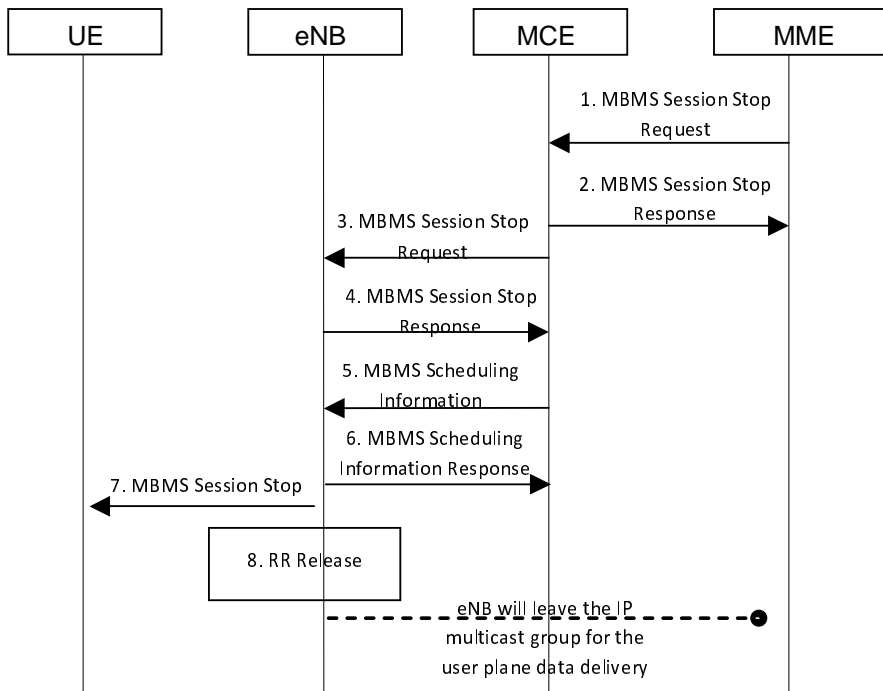 UE
eNB
MCE
MME
1. MBMS Session Stop
Request
2. MBMS Session Stop
Response
3. MBMS Session Stop
Request
4. MBMS Session Stop
Response
5. MBMS Scheduling
Information
6. MBMS Scheduling
Information Response
7. MBMS Session Stop
8. RR Release
eNB will leave the IP
multicast group for the
user plane data delivery